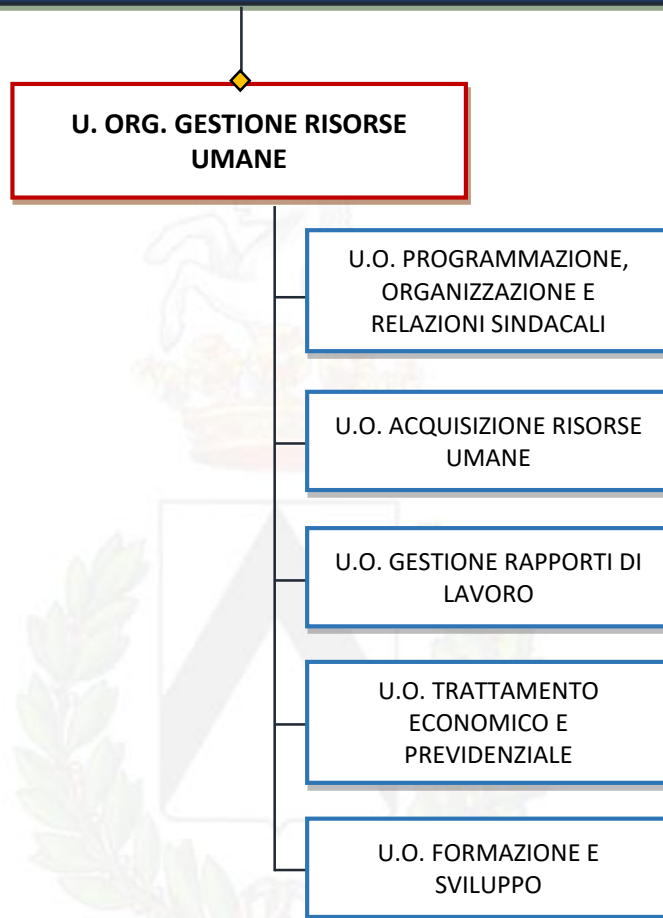 U. ORG. GESTIONE RISORSE
UMANE
U.O. PROGRAMMAZIONE,
ORGANIZZAZIONE E
RELAZIONI SINDACALI
U.O. ACQUISIZIONE RISORSE
UMANE
U.O. GESTIONE RAPPORTI DI
LAVORO
U.O. TRATTAMENTO
ECONOMICO E
PREVIDENZIALE
U.O. FORMAZIONE E
SVILUPPO